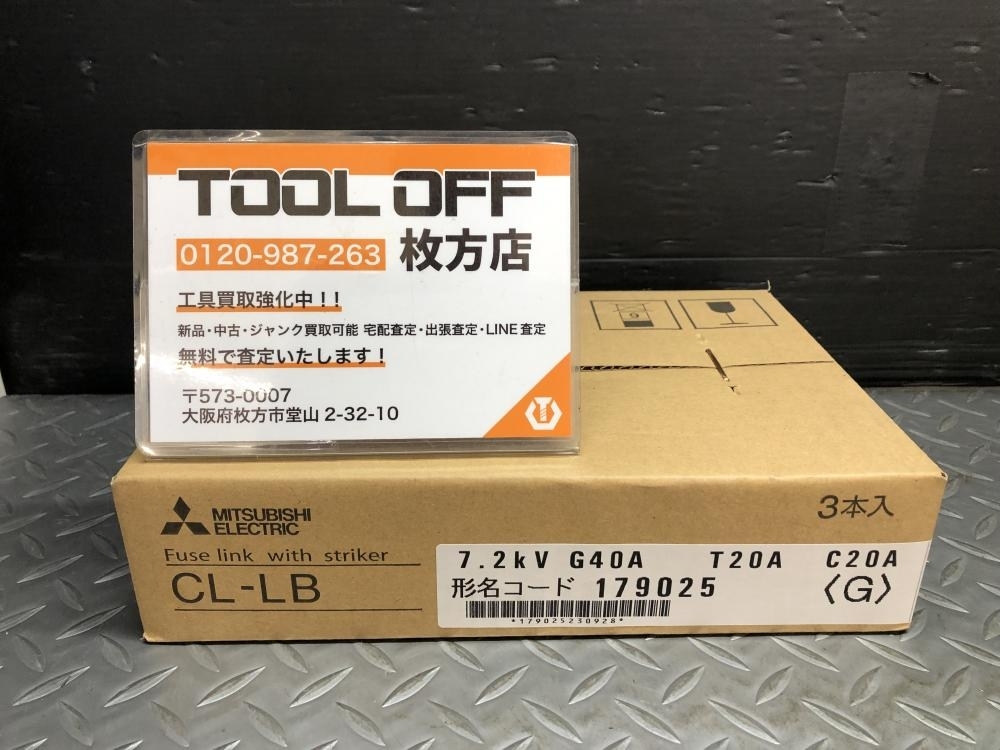 TOOL OFF
0120-987-263 枚方店
工具買取強化中！！
新品・中古・ジャンク買取可能 宅配査定・出張査定・LINE査定
無料で査定いたします！
〒573-0007
大阪府枚方市堂山 2-32-10
6
3本入
MITSUBISHI
ELECTRIC
Fuse link with striker
CL-LB
7.2kV G40A T20A C20A
形名コード 179025 〈G〉
*179025230928*